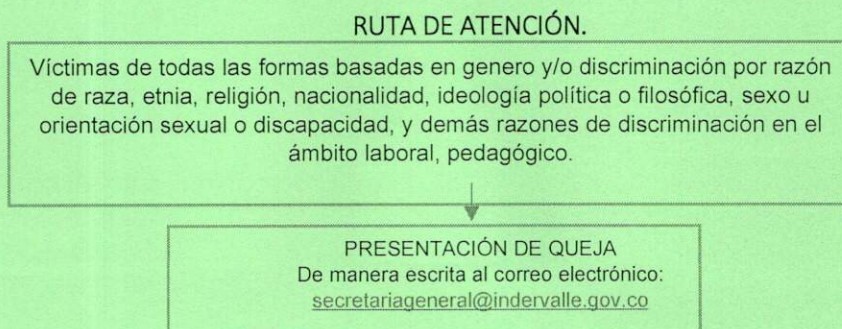 RUTA DE ATENCIÓN.
Víctimas de todas las formas basadas en genero y/o discriminación por razón
de raza, etnia, religión, nacionalidad, ideología política o filosófica, sexo u
orientación sexual o discapacidad, y demás razones de discriminación en el
ámbito laboral, pedagógico.
PRESENTACIÓN DE QUEJA
De manera escrita al correo electrónico:
secretariageneral@indervalle.gov.co